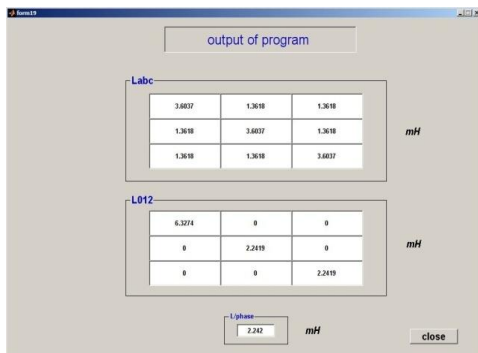 form19
output of program
Labc
3.6037 1.3618 1.3618
1.3618 3.6037 1.3618
mH
1.3618 1.3618 3.6037
L012
6.3274 0 0
0 2.2419 0
mH
0 0 2.2419
L/phase
2.242 mH
close